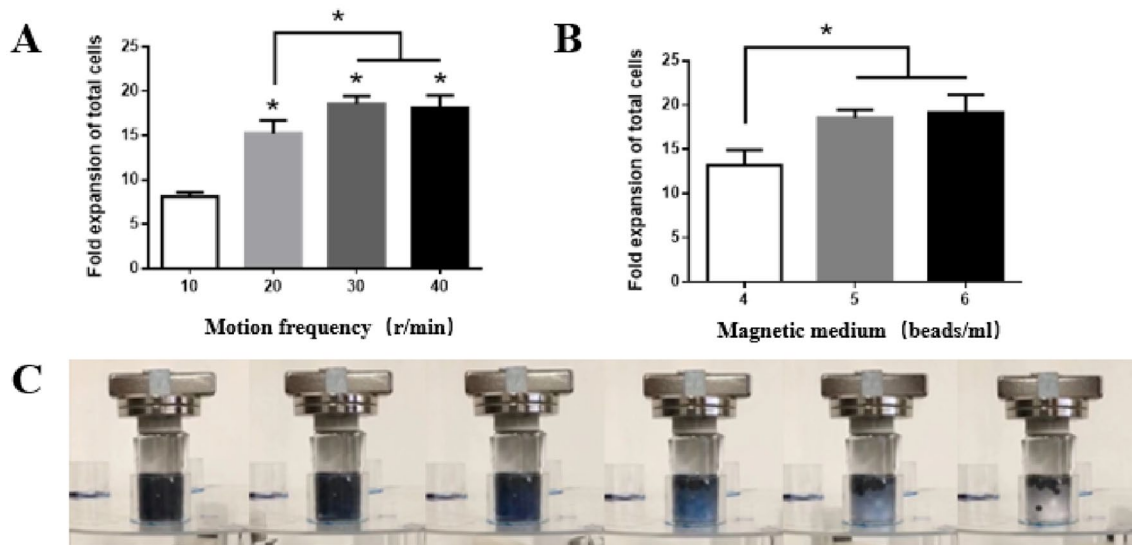 A
Fold expansion of total cells
25
20
15
10
5
0
*
*
*
*
10 20 30 40
Motion frequency（r/min）
B
Fold expansion of total cells
25
20
15
10
5
0
*
4 5 6
Magnetic medium（beads/ml）
C